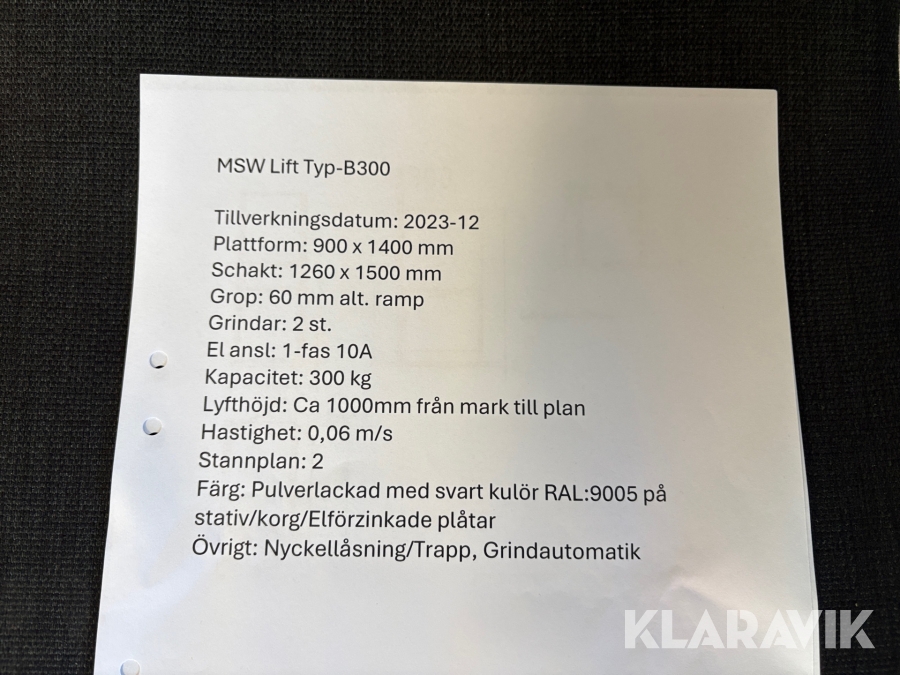 MSW Lift Typ-B300
Tillverkningsdatum: 2023-12
Plattform: 900 x 1400 mm
Schakt: 1260 x 1500 mm
Grop: 60 mm alt. ramp
Grindar: 2 st.
El ansl: 1-fas 10A
Kapacitet: 300 kg
Lyfthöjd: Ca 1000mm från mark till plan
Hastighet: 0,06 m/s
Stannplan: 2
Färg: Pulverlackad med svart kulör RAL:9005 på
stativ/korg/Elförzinkade plåtar
Övrigt: Nyckellåsning/Trapp, Grindautomatik
KLARAVIK